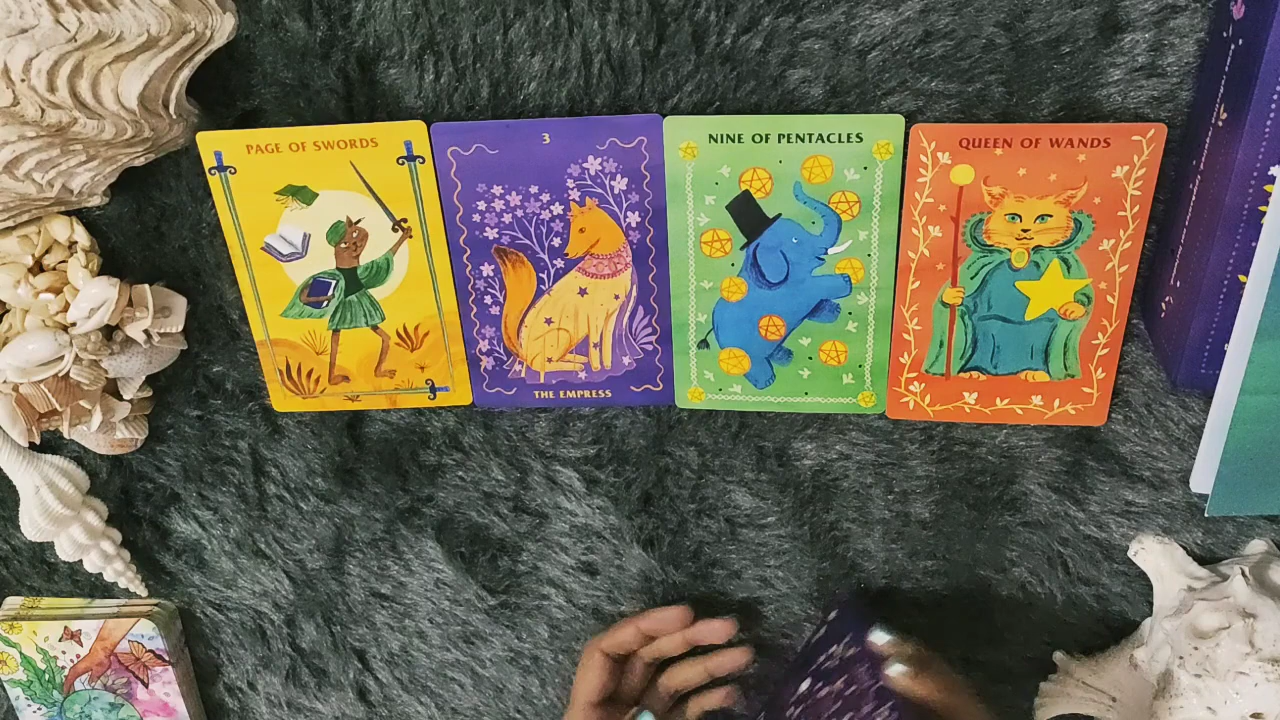 PAGE OF SWORDS
3
THE EMPRESS
NINE OF PENTACLES
QUEEN OF WANDS